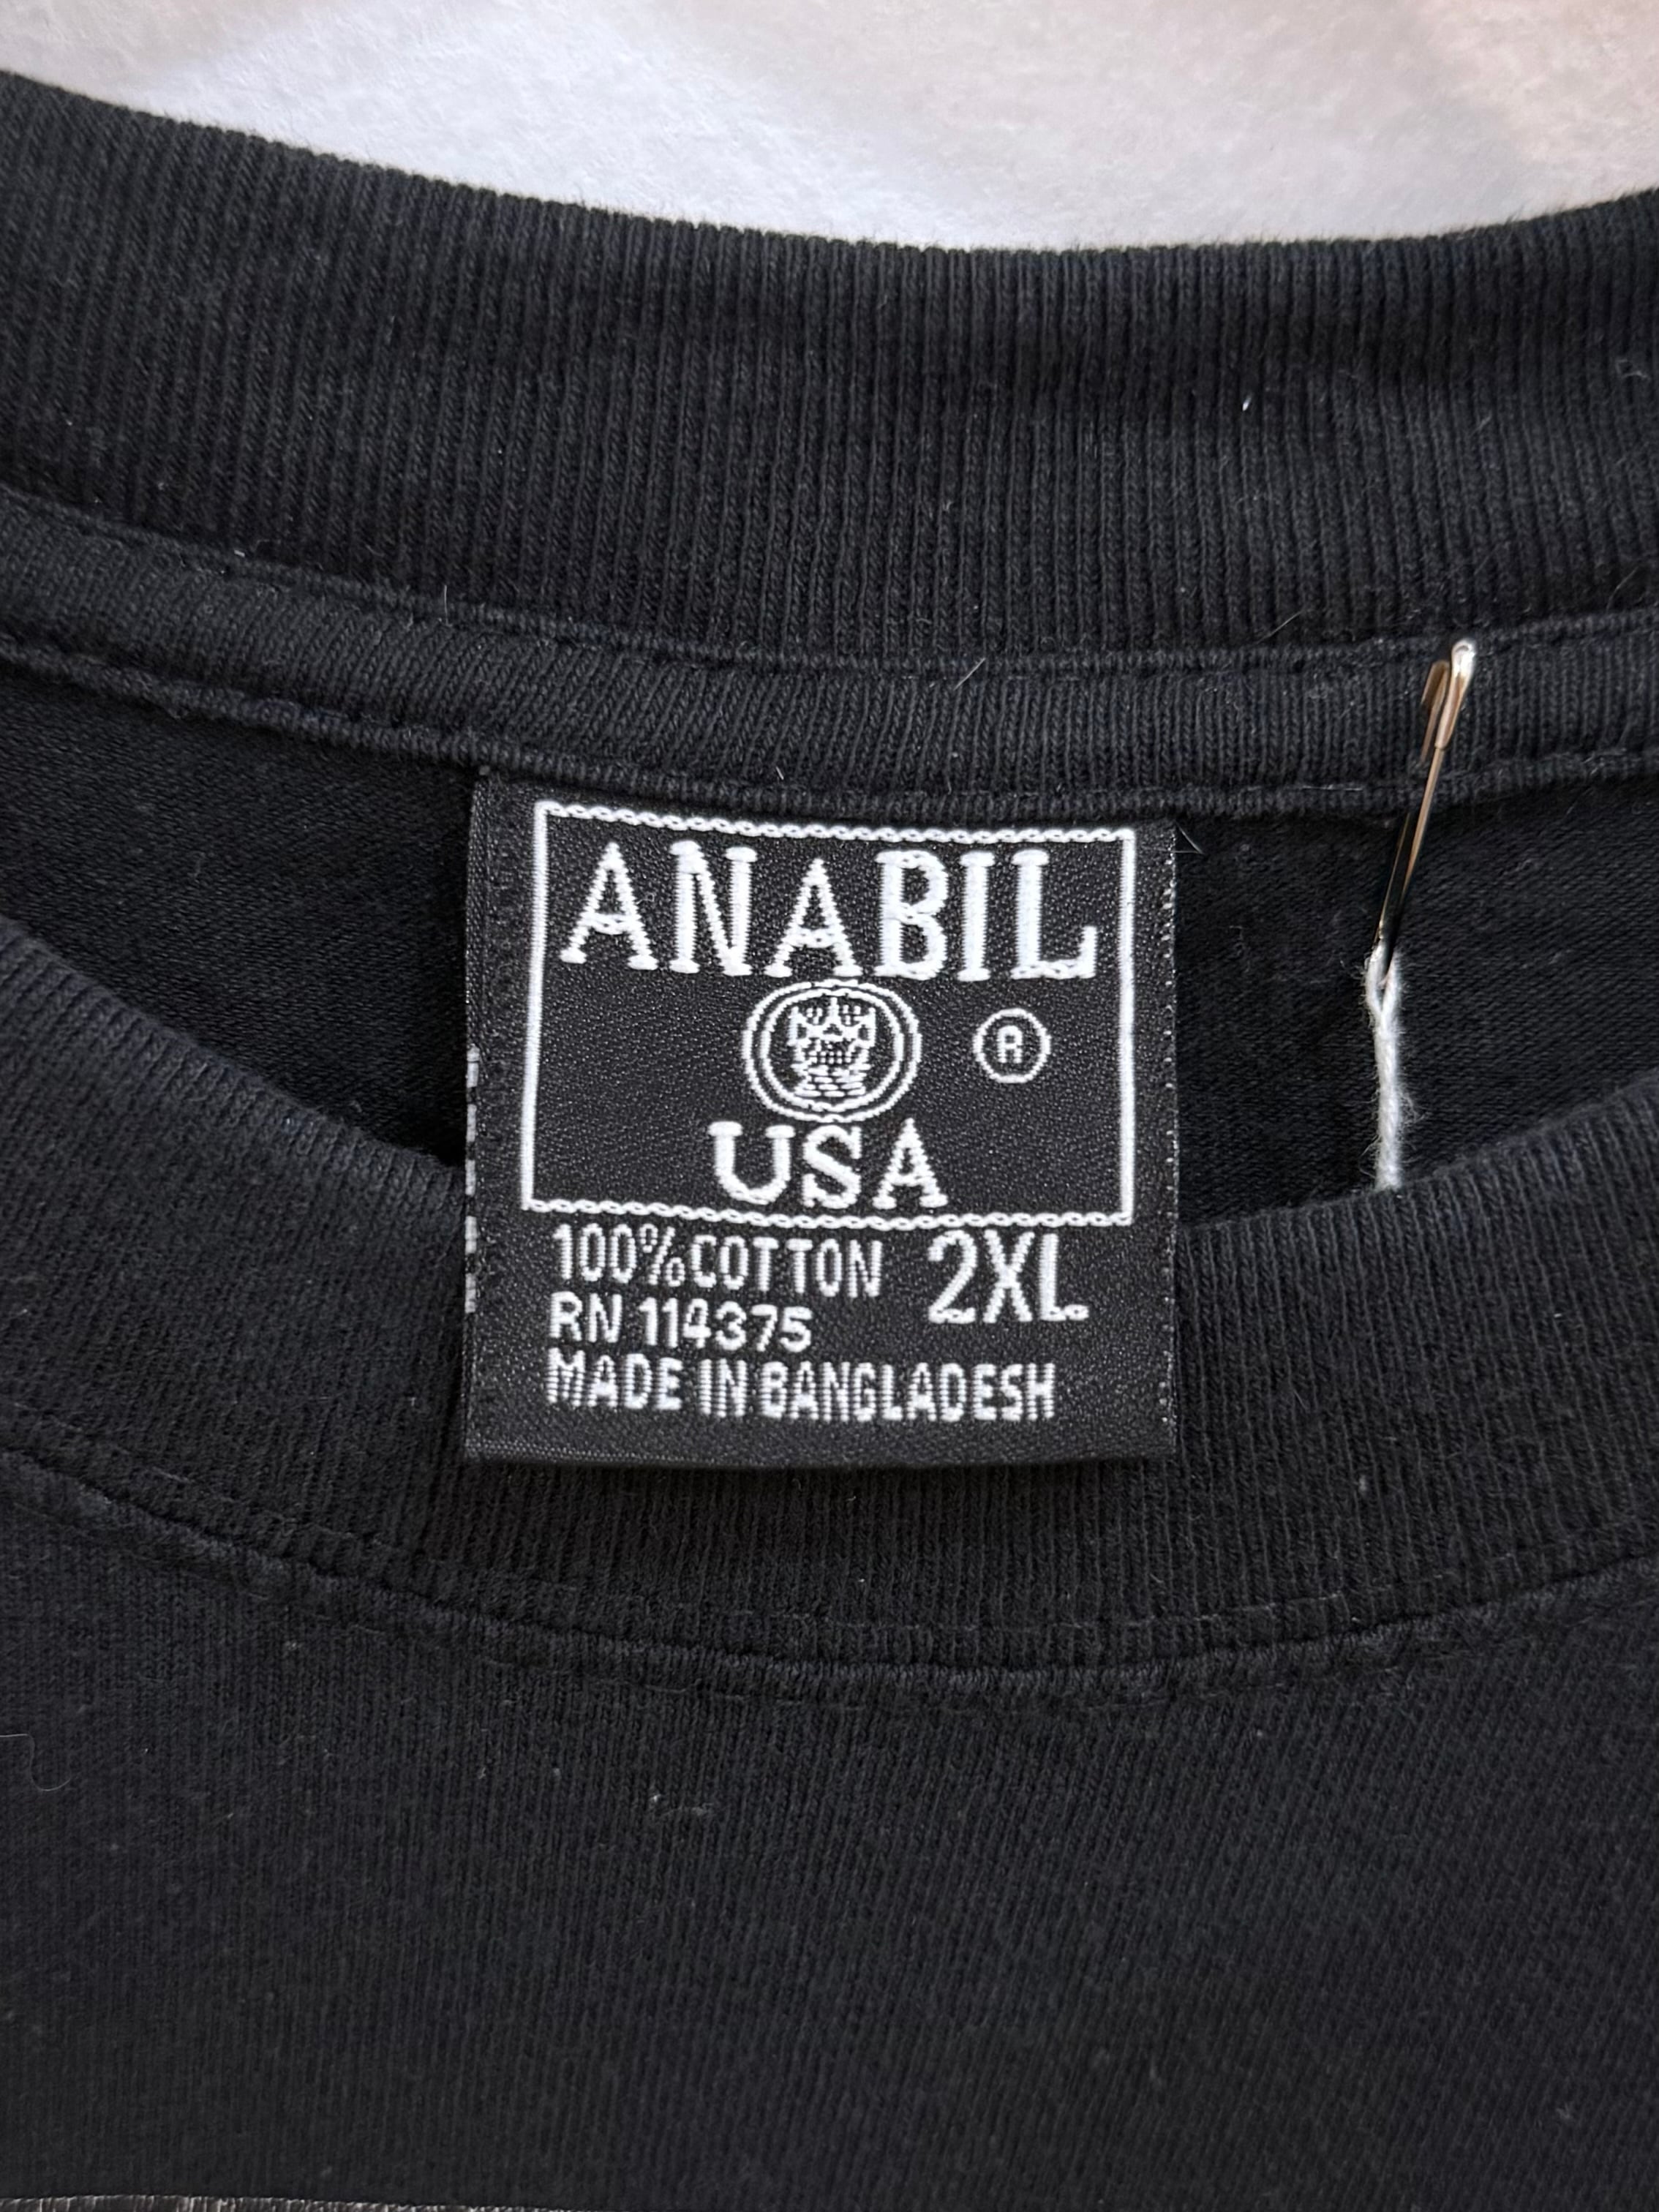 ANABIL
®
USA
100% COTTON 2XL
RN 114375
MADE IN BANGLADESH